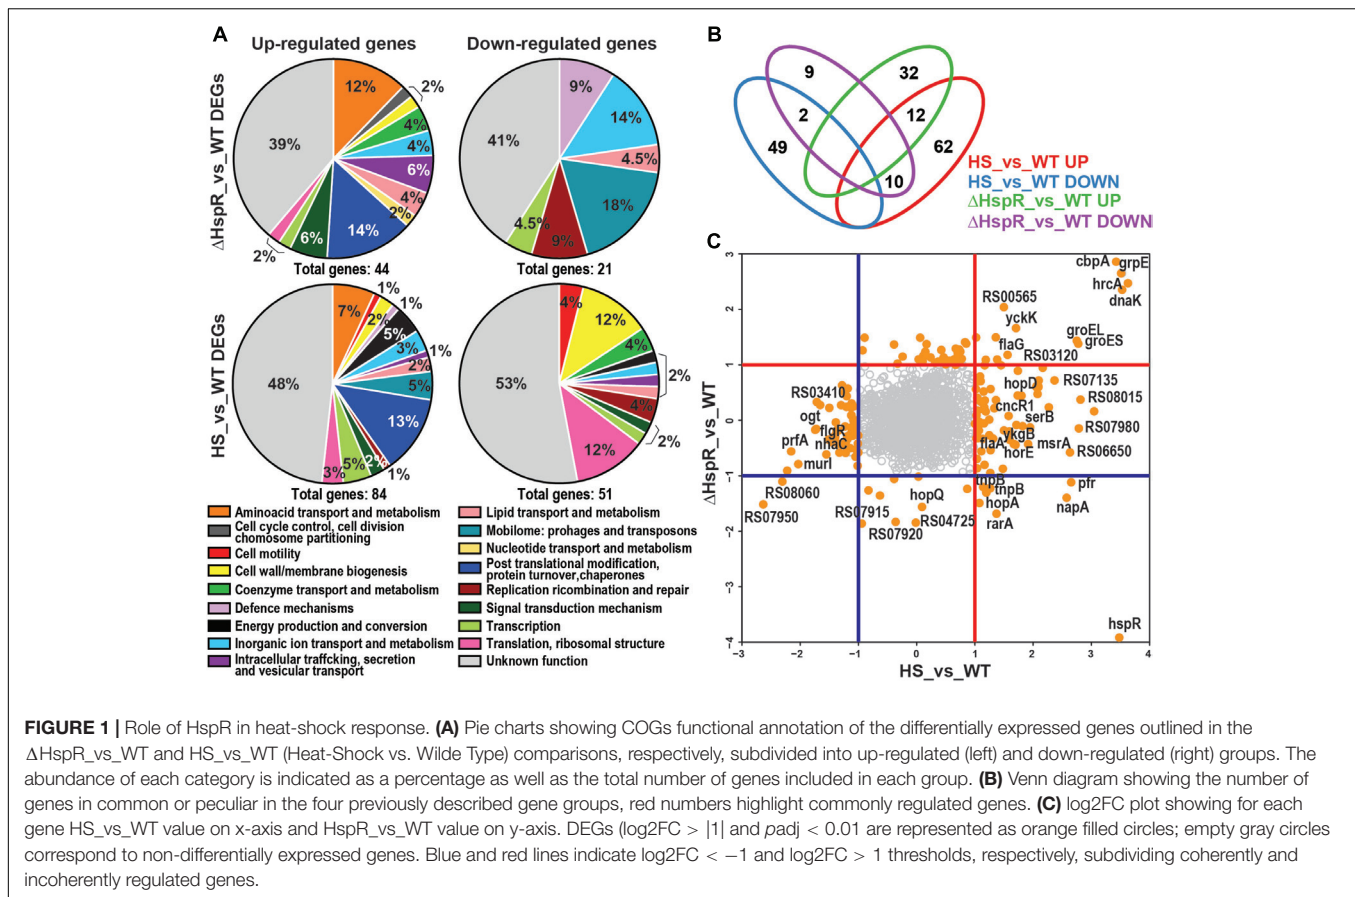 A
Up-regulated genes
Down-regulated genes
ΔHspR_vs_WT DEGs
12%
2%
4%
4%
6%
4%
2%
14%
6%
2%
39%
Total genes: 44
9%
14%
4.5%
18%
9%
4.5%
41%
Total genes: 21
HS_vs_WT DEGs
7%
1%
2%
1%
5%
3%
1%
2%
5%
13%
1%
2%
5%
3%
48%
Total genes: 84
4%
12%
4%
2%
4%
2%
12%
53%
Total genes: 51
Aminoacid transport and metabolism
Cell cycle control, cell division
chomosome partitioning
Cell motility
Cell wall/membrane biogenesis
Coenzyme transport and metabolism
Defence mechanisms
Energy production and conversion
Inorganic ion transport and metabolism
Intracellular traffcking, secretion
and vesicular transport
Lipid transport and metabolism
Mobilome: prohages and transposons
Nucleotide transport and metabolism
Post translational modification,
protein turnover,chaperones
Replication ricombination and repair
Signal transduction mechanism
Transcription
Translation, ribosomal structure
Unknown function
B
9
32
2
12
49
62
10
HS_vs_WT UP
HS_vs_WT DOWN
ΔHspR_vs_WT UP
ΔHspR_vs_WT DOWN
C
ΔHspR_vs_WT
3
2
1
0
-1
-2
-3
-4
cbpA
grpE
hrcA
dnaK
RS00565
yckK
groEL
groES
flaG
RS03120
hopD
RS07135
RS03410
cncR1
RS08015
ogt
serB
flgR
ykgB
RS07980
prfA
nhaC
flaA
msrA
horE
RS06650
murI
RS08060
tnpB
tnpB
pfr
hopQ
hopA
napA
RS07950
RS07915
RS04725
rarA
RS07920
hspR
−3
−2
−1
0
1
2
3
4
HS_vs_WT
FIGURE 1 | Role of HspR in heat-shock response. (A) Pie charts showing COGs functional annotation of the differentially expressed genes outlined in the
ΔHspR_vs_WT and HS_vs_WT (Heat-Shock vs. Wilde Type) comparisons, respectively, subdivided into up-regulated (left) and down-regulated (right) groups. The
abundance of each category is indicated as a percentage as well as the total number of genes included in each group. (B) Venn diagram showing the number of
genes in common or peculiar in the four previously described gene groups, red numbers highlight commonly regulated genes. (C) log2FC plot showing for each
gene HS_vs_WT value on x-axis and HspR_vs_WT value on y-axis. DEGs (log2FC > |1| and padj < 0.01 are represented as orange filled circles; empty gray circles
correspond to non-differentially expressed genes. Blue and red lines indicate log2FC < −1 and log2FC > 1 thresholds, respectively, subdividing coherently and
incoherently regulated genes.